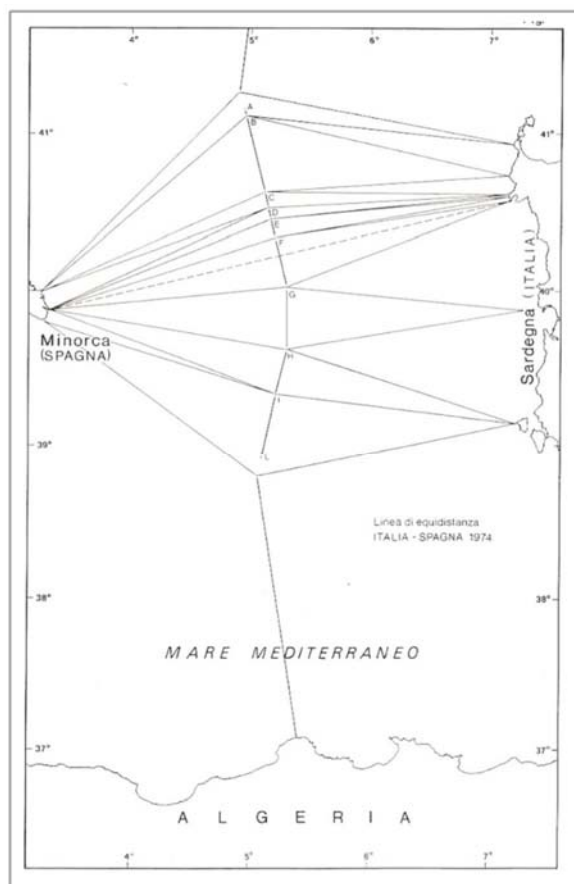 4° 5° 6° 7°
41° 41°
A
B
C
D
E
F
G
40°
Minorca
(SPAGNA)
Sardegna (ITALIA)
H
I
39° 39°
L
Linea di equidistanza
ITALIA - SPAGNA 1974
38° 38°
MARE MEDITERRANEO
37° 37°
ALGERIA
4° 5° 6° 7°